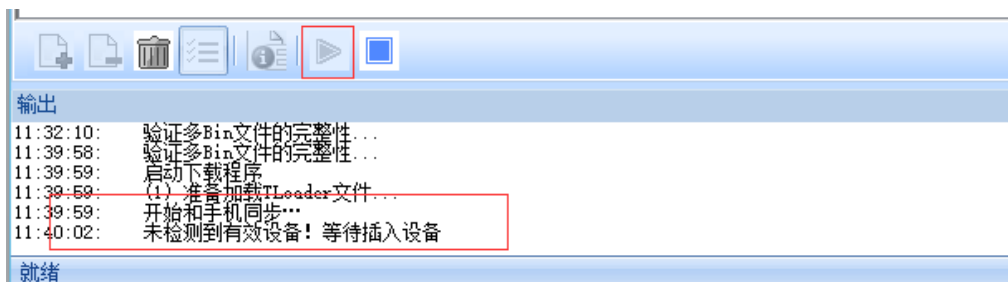 输出
11:32:10: 验证多Bin文件的完整性...
11:39:58: 验证多Bin文件的完整性...
11:39:59: 启动下载程序
11:39:59: (1) 准备加载TLoader文件...
11:39:59: 开始和手机同步…
11:40:02: 未检测到有效设备！等待插入设备
就绪